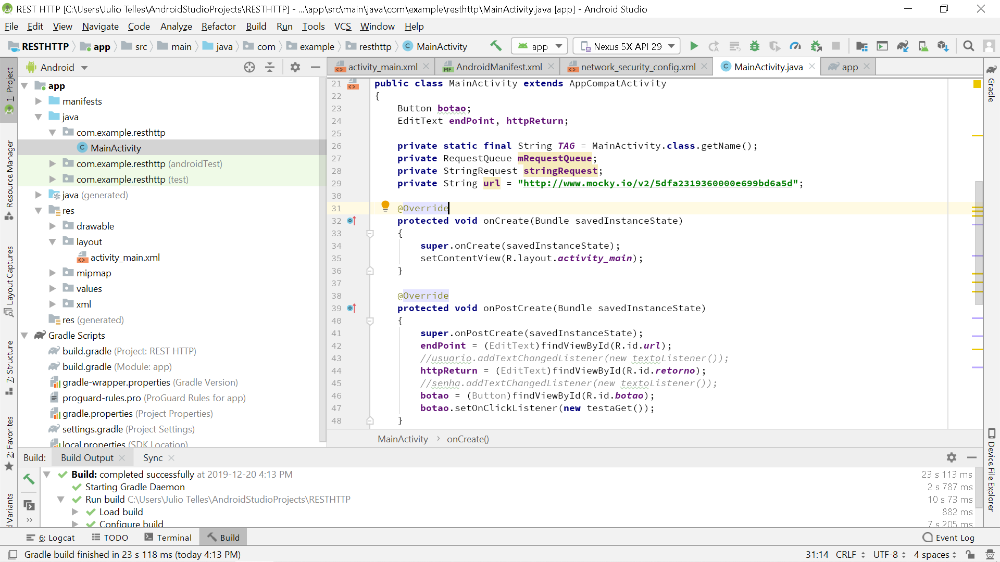 REST HTTP [C:\Users\Julio Telles\AndroidStudioProjects\RESTHTTP] - ...\app\src\main\java\com\example\resthttp\MainActivity.java [app] - Android Studio
File Edit View Navigate Code Analyze Refactor Build Run Tools VCS Window Help
RESTHTTP app src main java com example resthttp MainActivity app Nexus 5X API 29
Android activity_main.xml AndroidManifest.xml network_security_config.xml MainActivity.java app
1: Project
Resource Manager
Layout Captures
7: Structure
2: Favorites
d Variants
app
manifests
java
com.example.resthttp
MainActivity
com.example.resthttp (androidTest)
com.example.resthttp (test)
java (generated)
res
drawable
layout
activity_main.xml
mipmap
values
xml
res (generated)
Gradle Scripts
build.gradle (Project: REST HTTP)
build.gradle (Module: app)
gradle-wrapper.properties (Gradle Version)
proguard-rules.pro (ProGuard Rules for app)
gradle.properties (Project Properties)
settings.gradle (Project Settings)
local.properties (SDK Location)
21 public class MainActivity extends AppCompatActivity
22 {
23 Button botao;
24 EditText endPoint, httpReturn;
25
26 private static final String TAG = MainActivity.class.getName();
27 private RequestQueue mRequestQueue;
28 private StringRequest stringRequest;
29 private String url = "http://www.mocky.io/v2/5dfa2319360000e699bd6a5d";
30
31 @Override
32 protected void onCreate(Bundle savedInstanceState)
33 {
34 super.onCreate(savedInstanceState);
35 setContentView(R.layout.activity_main);
36 }
37
38 @Override
39 protected void onPostCreate(Bundle savedInstanceState)
40 {
41 super.onPostCreate(savedInstanceState);
42 endPoint = (EditText)findViewById(R.id.url);
43 //usuario.addTextChangedListener(new textoListener());
44 httpReturn = (EditText)findViewById(R.id.retorno);
45 //senha.addTextChangedListener(new textoListener());
46 botao = (Button)findViewById(R.id.botao);
47 botao.setOnClickListener(new testaGet());
48 }
MainActivity › onCreate()
Gradle
Device File Explorer
Build: Build Output Sync
Build: completed successfully at 2019-12-20 4:13 PM 23 s 113 ms
Starting Gradle Daemon 2 s 787 ms
Run build C:\Users\Julio Telles\AndroidStudioProjects\RESTHTTP 10 s 73 ms
Load build 882 ms
Configure build 7 s 205 ms
6: Logcat TODO Terminal Build Event Log
Gradle build finished in 23 s 118 ms (today 4:13 PM) 31:14 CRLF UTF-8 4 spaces